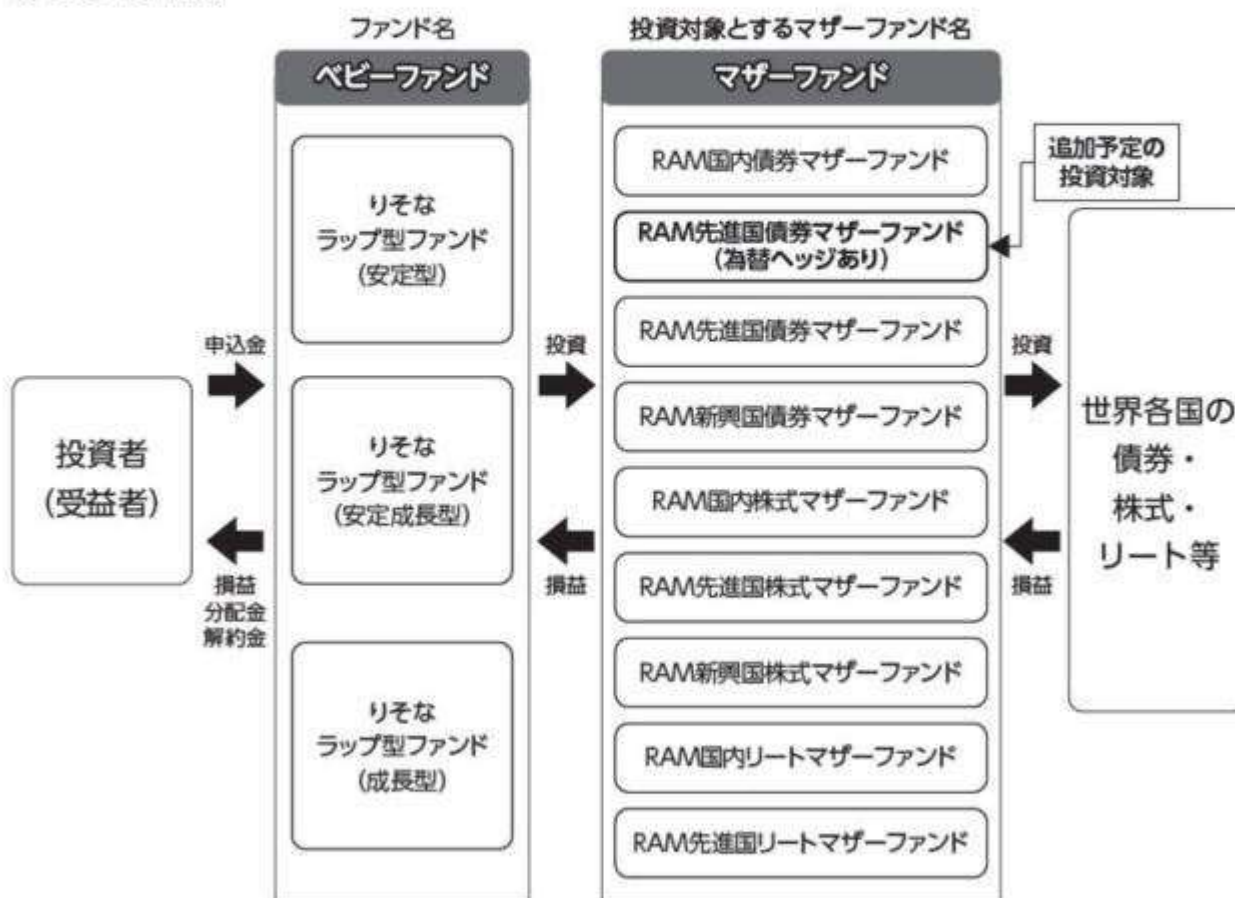 ファンド名
ベビーファンド
りそな
ラップ型ファンド
(安定型)
りそな
ラップ型ファンド
(安定成長型)
りそな
ラップ型ファンド
(成長型)
投資対象とするマザーファンド名
マザーファンド
RAM国内債券マザーファンド
RAM先進国債券マザーファンド
(為替ヘッジあり)
RAM先進国債券マザーファンド
RAM新興国債券マザーファンド
RAM国内株式マザーファンド
RAM先進国株式マザーファンド
RAM新興国株式マザーファンド
RAM国内リートマザーファンド
RAM先進国リートマザーファンド
追加予定の
投資対象
投資者
(受益者)
申込金
損益
分配金
解約金
投資
損益
投資
損益
世界各国の
債券・
株式・
リート等